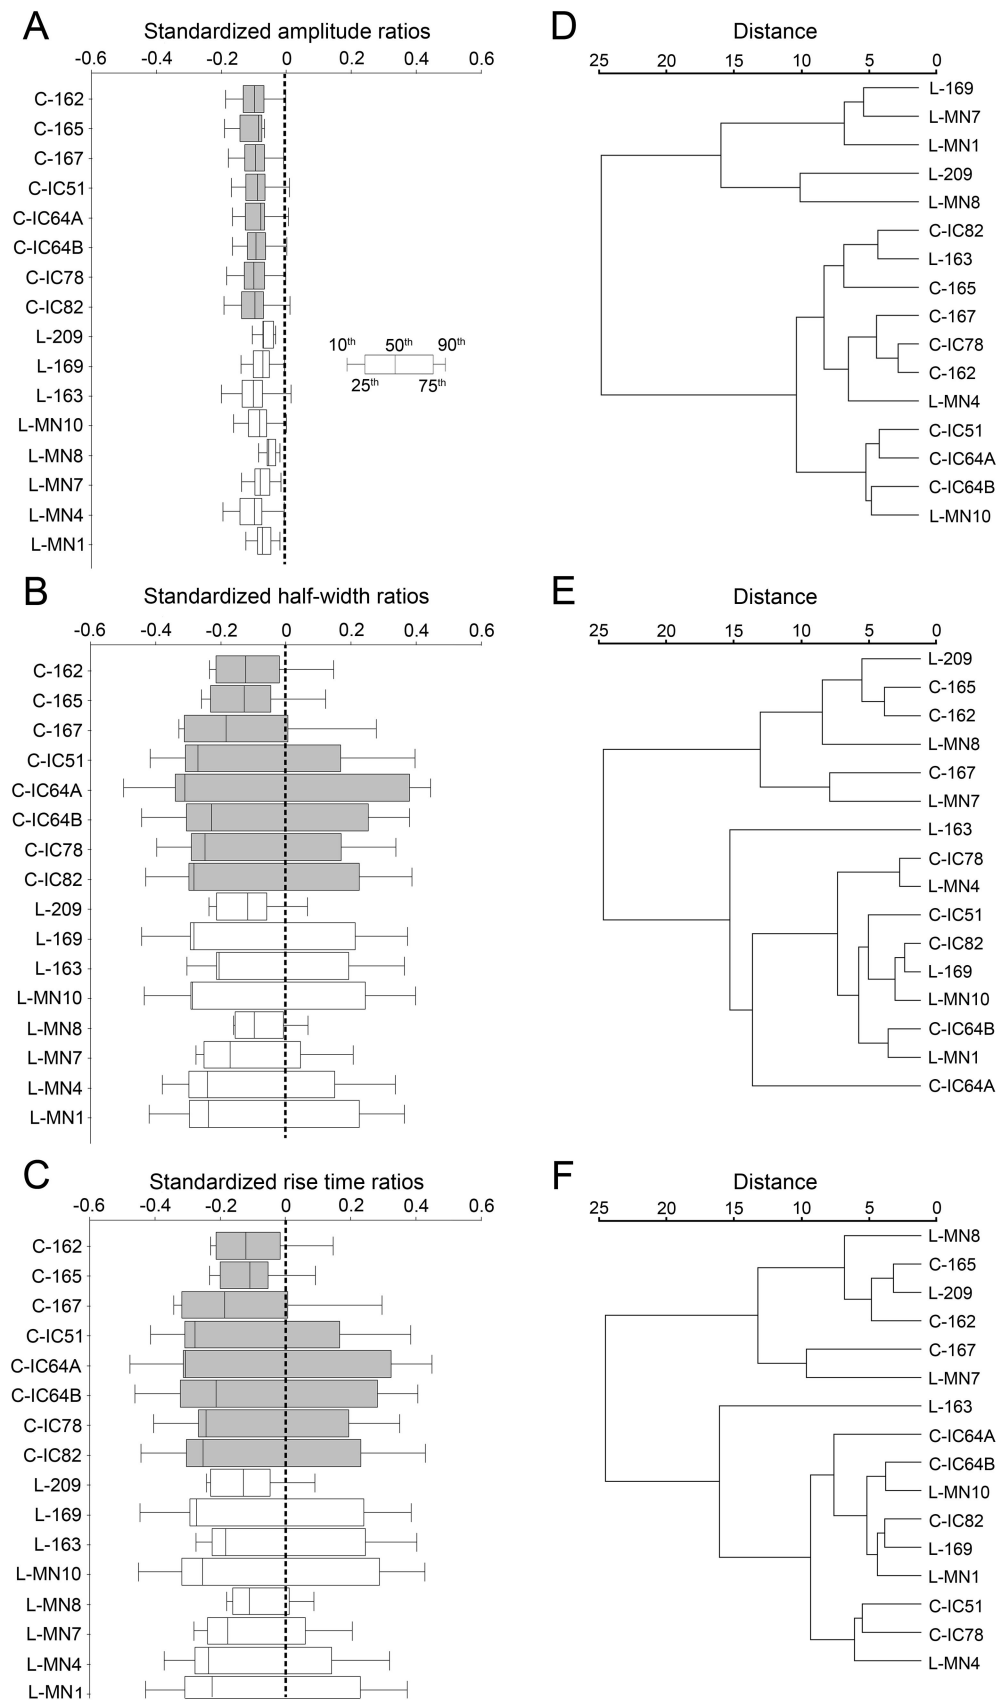 A
Standardized amplitude ratios
-0.6 -0.4 -0.2 0 0.2 0.4 0.6
C-162
C-165
C-167
C-IC51
C-IC64A
C-IC64B
C-IC78
C-IC82
L-209
L-169
L-163
L-MN10
L-MN8
L-MN7
L-MN4
L-MN1
10th 50th 90th
25th 75th
D
Distance
25 20 15 10 5 0
L-169
L-MN7
L-MN1
L-209
L-MN8
C-IC82
L-163
C-165
C-167
C-IC78
C-162
L-MN4
C-IC51
C-IC64A
C-IC64B
L-MN10
B
Standardized half-width ratios
-0.6 -0.4 -0.2 0 0.2 0.4 0.6
C-162
C-165
C-167
C-IC51
C-IC64A
C-IC64B
C-IC78
C-IC82
L-209
L-169
L-163
L-MN10
L-MN8
L-MN7
L-MN4
L-MN1
E
Distance
25 20 15 10 5 0
L-209
C-165
C-162
L-MN8
C-167
L-MN7
L-163
C-IC78
L-MN4
C-IC51
C-IC82
L-169
L-MN10
C-IC64B
L-MN1
C-IC64A
C
Standardized rise time ratios
-0.6 -0.4 -0.2 0 0.2 0.4 0.6
C-162
C-165
C-167
C-IC51
C-IC64A
C-IC64B
C-IC78
C-IC82
L-209
L-169
L-163
L-MN10
L-MN8
L-MN7
L-MN4
L-MN1
F
Distance
25 20 15 10 5 0
L-MN8
C-165
L-209
C-162
C-167
L-MN7
L-163
C-IC64A
C-IC64B
L-MN10
C-IC82
L-169
L-MN1
C-IC51
C-IC78
L-MN4